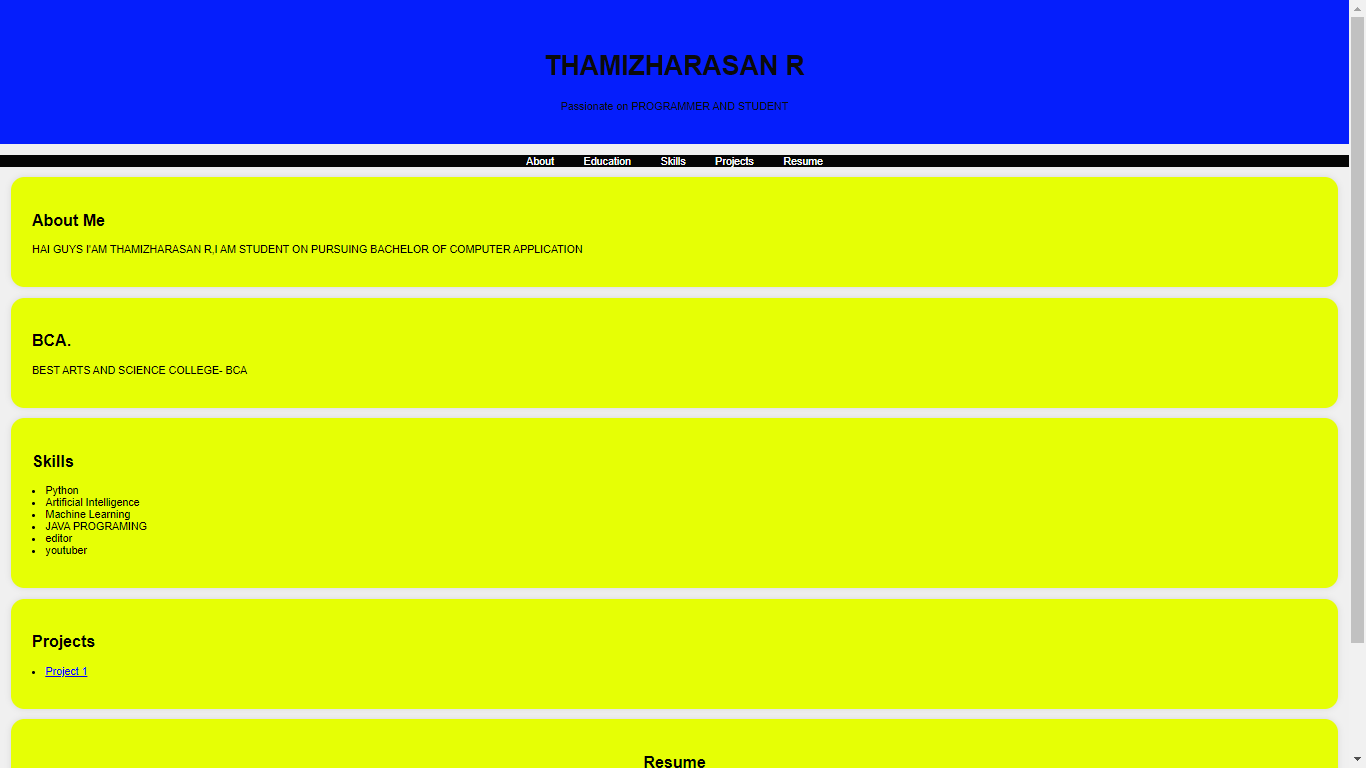 THAMIZHARASAN R
Passionate on PROGRAMMER AND STUDENT
About Education Skills Projects Resume
About Me
HAI GUYS I'AM THAMIZHARASAN R,I AM STUDENT ON PURSUING BACHELOR OF COMPUTER APPLICATION
BCA.
BEST ARTS AND SCIENCE COLLEGE- BCA
Skills
Python
Artificial Intelligence
Machine Learning
JAVA PROGRAMING
editor
youtuber
Projects
Project 1
Resume